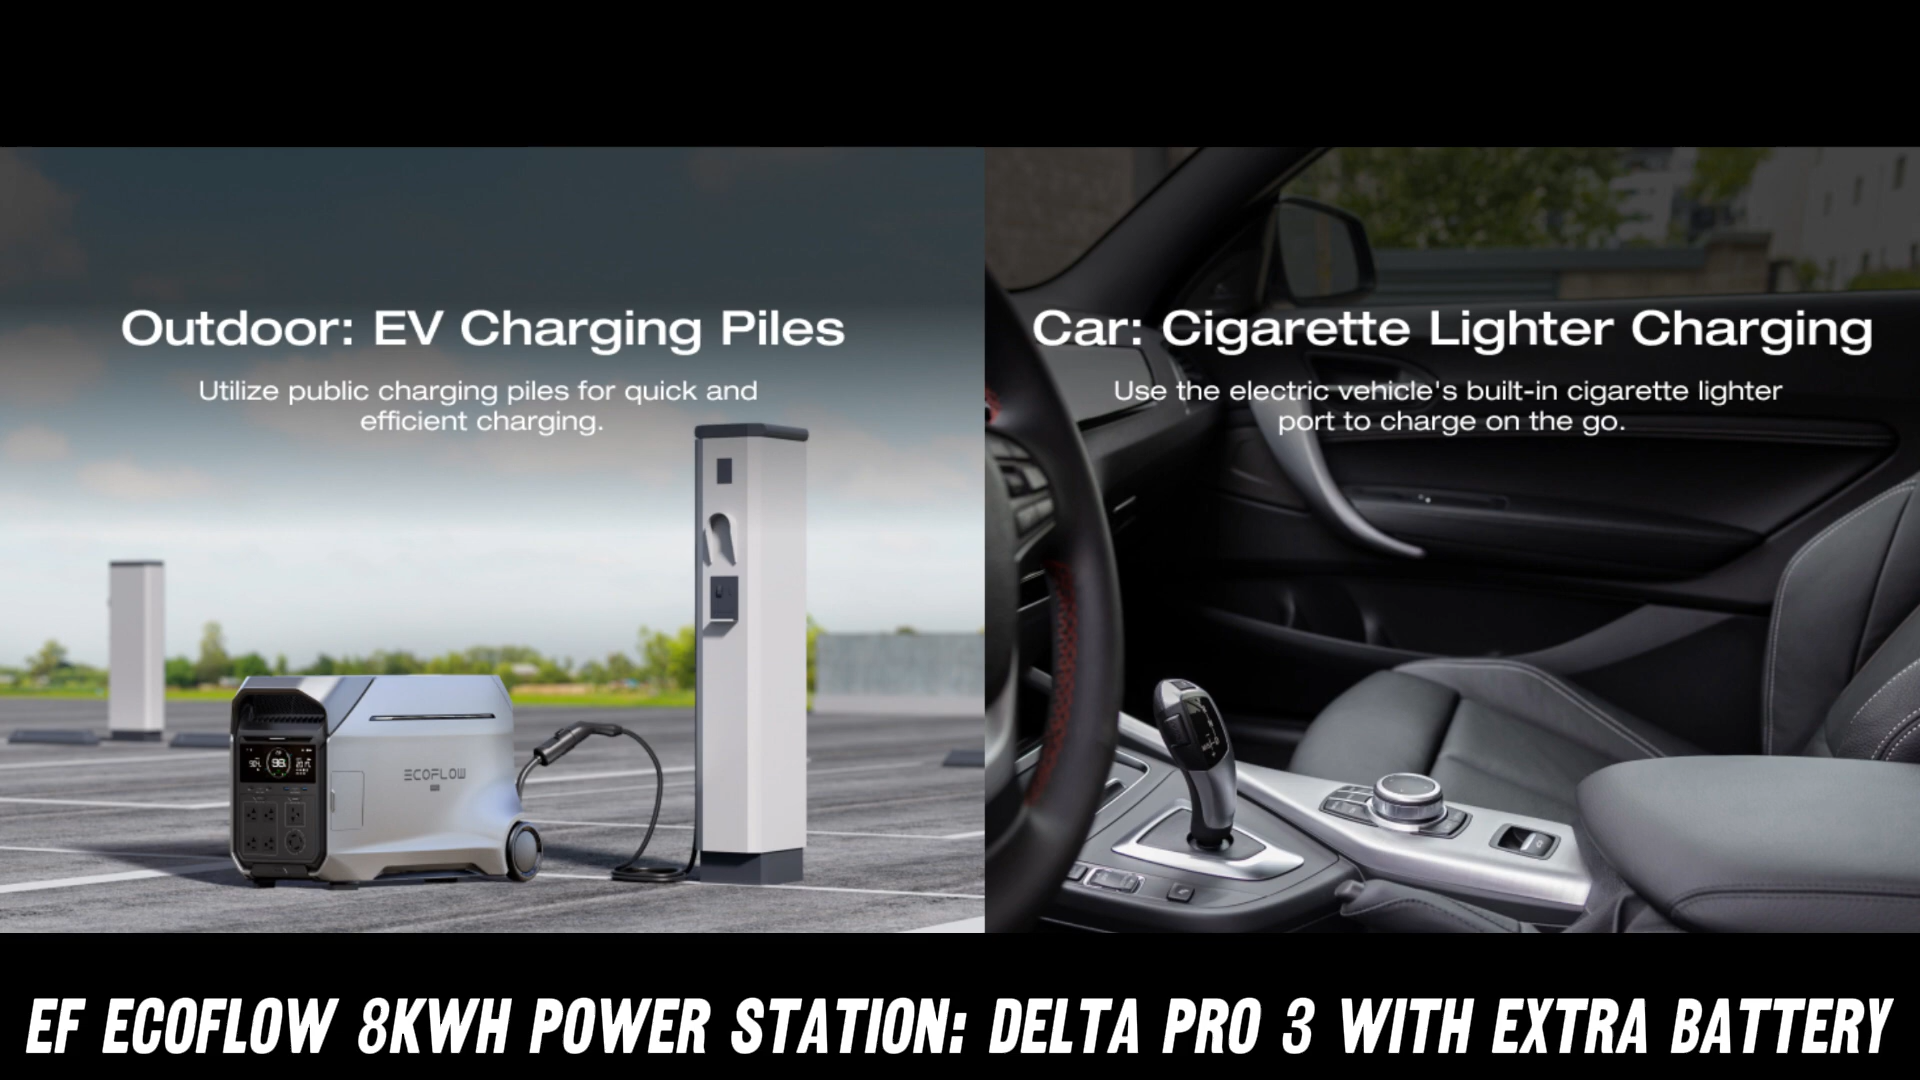 Outdoor: EV Charging Piles
Utilize public charging piles for quick and
efficient charging.
Car: Cigarette Lighter Charging
Use the electric vehicle's built-in cigarette lighter
port to charge on the go.
ECOFLOW
EF ECOFLOW 8KWH POWER STATION: DELTA PRO 3 WITH EXTRA BATTERY